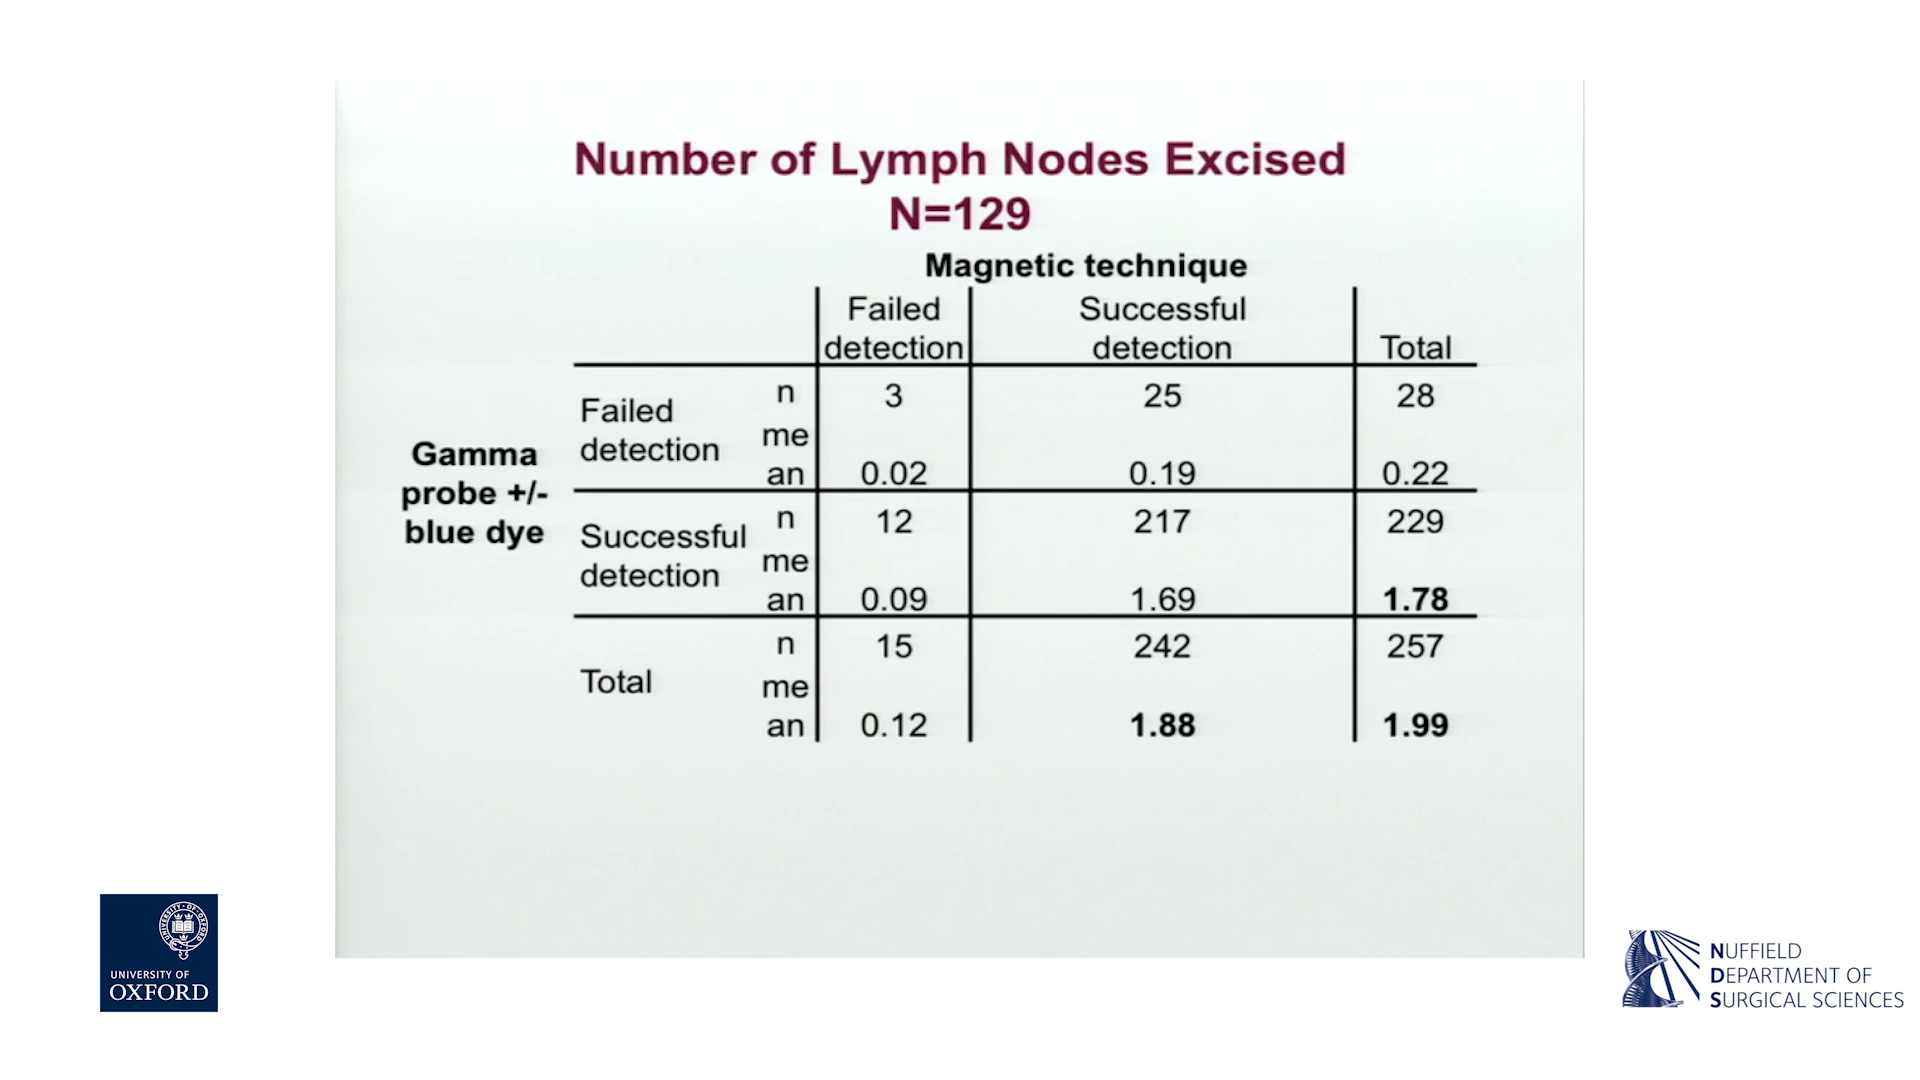 Number of Lymph Nodes Excised
N=129
Magnetic technique
Failed detection Successful detection Total
Gamma probe +/- blue dye
Failed detection n 3 25 28
me an 0.02 0.19 0.22
Successful detection n 12 217 229
me an 0.09 1.69 1.78
Total n 15 242 257
me an 0.12 1.88 1.99
UNIVERSITY OF
OXFORD
NUFFIELD
DEPARTMENT OF
SURGICAL SCIENCES